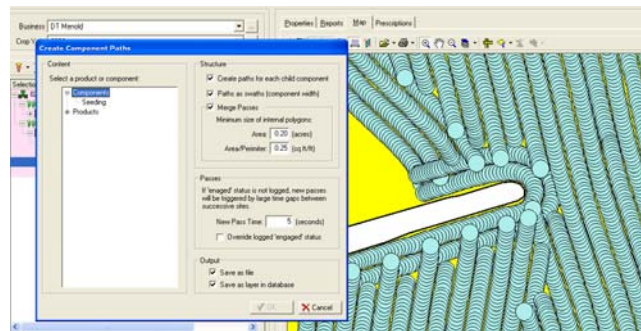 Business DT Menold
Crop Y
Properties Reports Map Prescriptions
Create Component Paths
Content
Select a product or component:
Components
Seeding
Products
Structure
Create paths for each child component
Paths as swaths (component width)
Merge Passes
Minimum size of internal polygons:
Area: 0.20 (acres)
Area/Perimiter: 0.25 (sq ft/ft)
Passes
If 'enaged' status is not logged, new passes
will be triggered by large time gaps between
successive sites.
New Pass Time: 5 (seconds)
Override logged 'engaged' status
Output
Save as file
Save as layer in database
OK Cancel